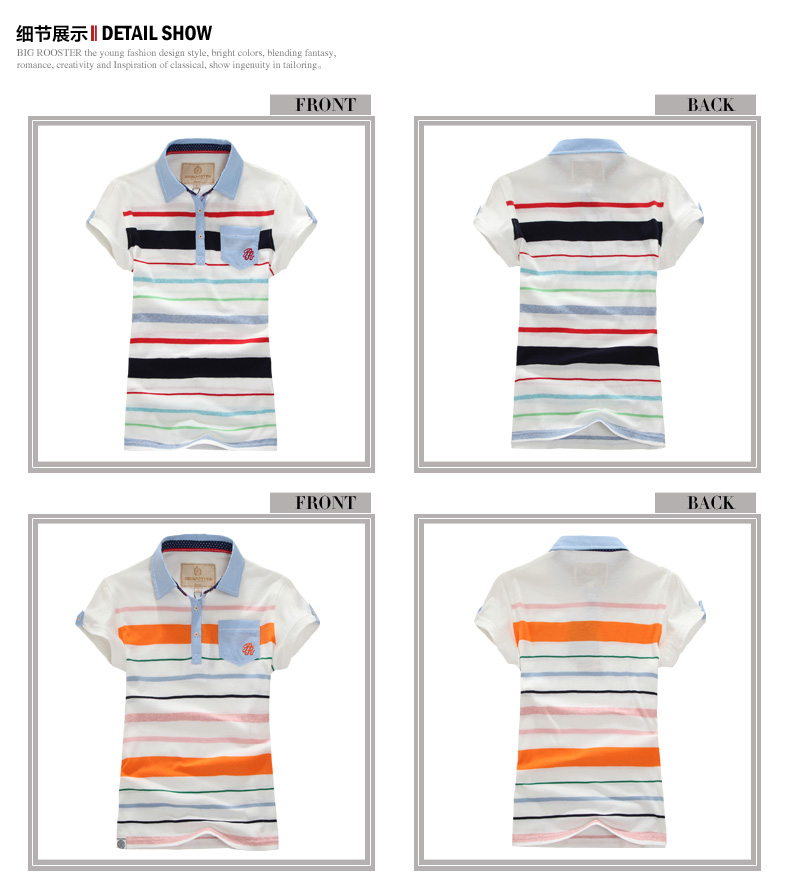 细节展示 DETAIL SHOW
BIG ROOSTER the young fashion design style, bright colors, blending fantasy,
romance, creativity and Inspiration of classical, show ingenuity in tailoring。
FRONT
BACK
FRONT
BACK